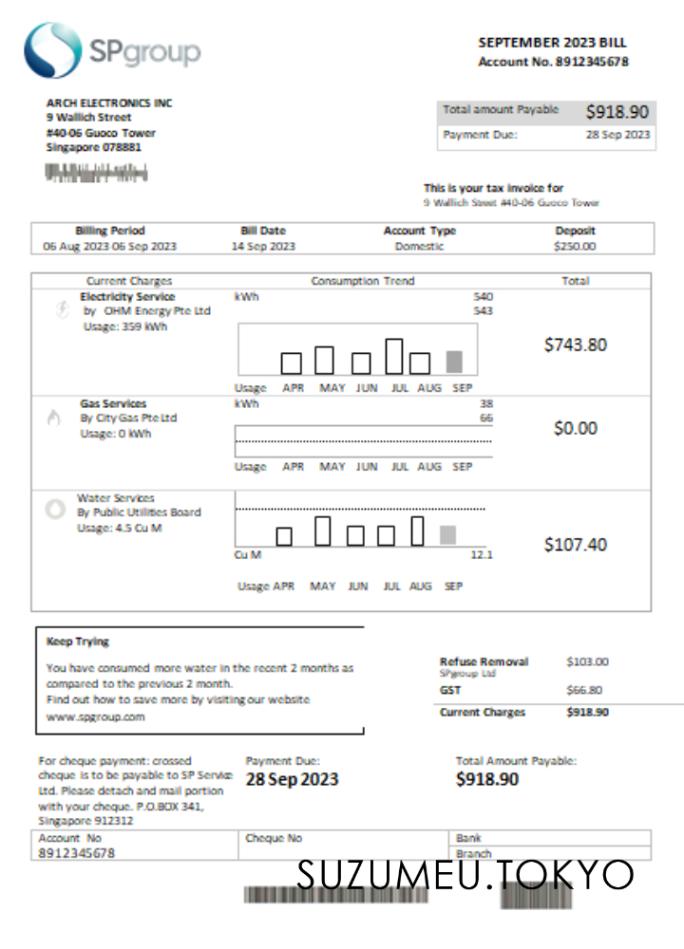 SPgroup
SEPTEMBER 2023 BILL
Account No. 8912345678
ARCH ELECTRONICS INC
9 Wallich Street
#40-06 Guoco Tower
Singapore 078881
Total amount Payable $918.90
Payment Due: 28 Sep 2023
This is your tax invoice for
9 Wallich Street #40-06 Guoco Tower
Billing Period Bill Date Account Type Deposit
06 Aug 2023 06 Sep 2023 14 Sep 2023 Domestic $250.00
Current Charges Consumption Trend Total
Electricity Service kWh 540
by OHM Energy Pte Ltd 543
Usage: 359 kWh
$743.80
Usage APR MAY JUN JUL AUG SEP
Gas Services kWh 38
By City Gas Pte Ltd 66
Usage: 0 kWh
$0.00
Usage APR MAY JUN JUL AUG SEP
Water Services
By Public Utilities Board
Usage: 4.5 Cu M
$107.40
Cu M 12.1
Usage APR MAY JUN JUL AUG SEP
Keep Trying
You have consumed more water in the recent 2 months as
compared to the previous 2 month.
Find out how to save more by visiting our website
www.spgroup.com
Refuse Removal $103.00
SPgroup Ltd
GST $66.80
Current Charges $918.90
For cheque payment: crossed
cheque is to be payable to SP Service
Ltd. Please detach and mail portion
with your cheque. P.O.BOX 341,
Singapore 912312
Payment Due:
28 Sep 2023
Total Amount Payable:
$918.90
Account No Cheque No Bank
8912345678 Branch
SUZUMEU.TOKYO